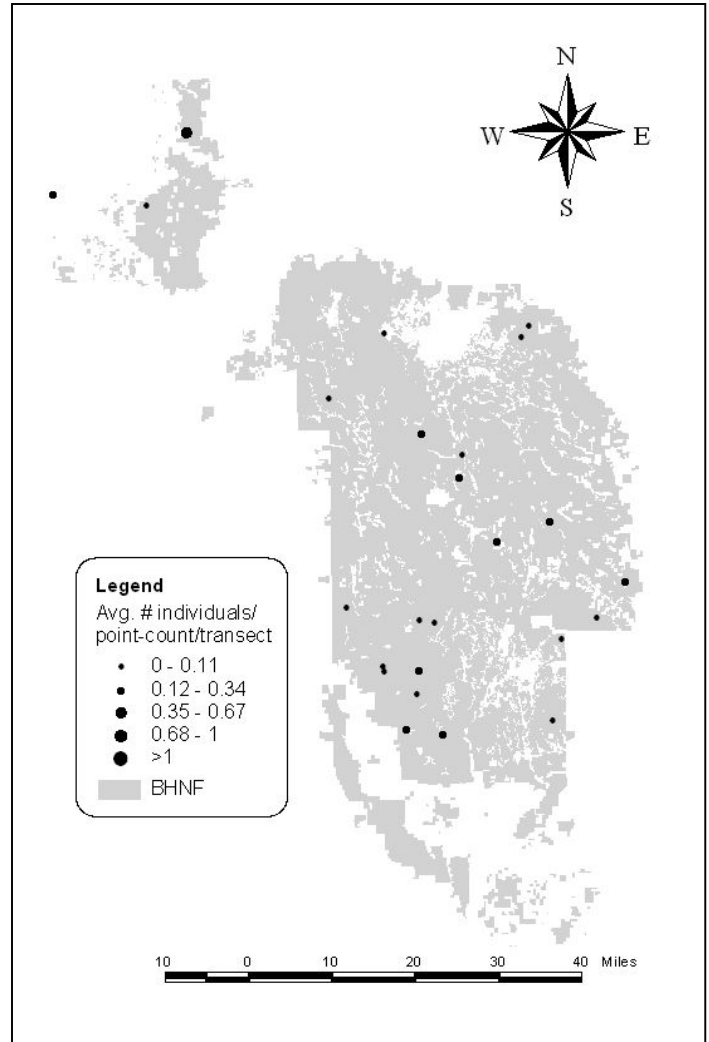 N
W E
S
Legend
Avg. # individuals/
point-count/transect
0 - 0.11
0.12 - 0.34
0.35 - 0.67
0.68 - 1
>1
BHNF
10 0 10 20 30 40 Miles